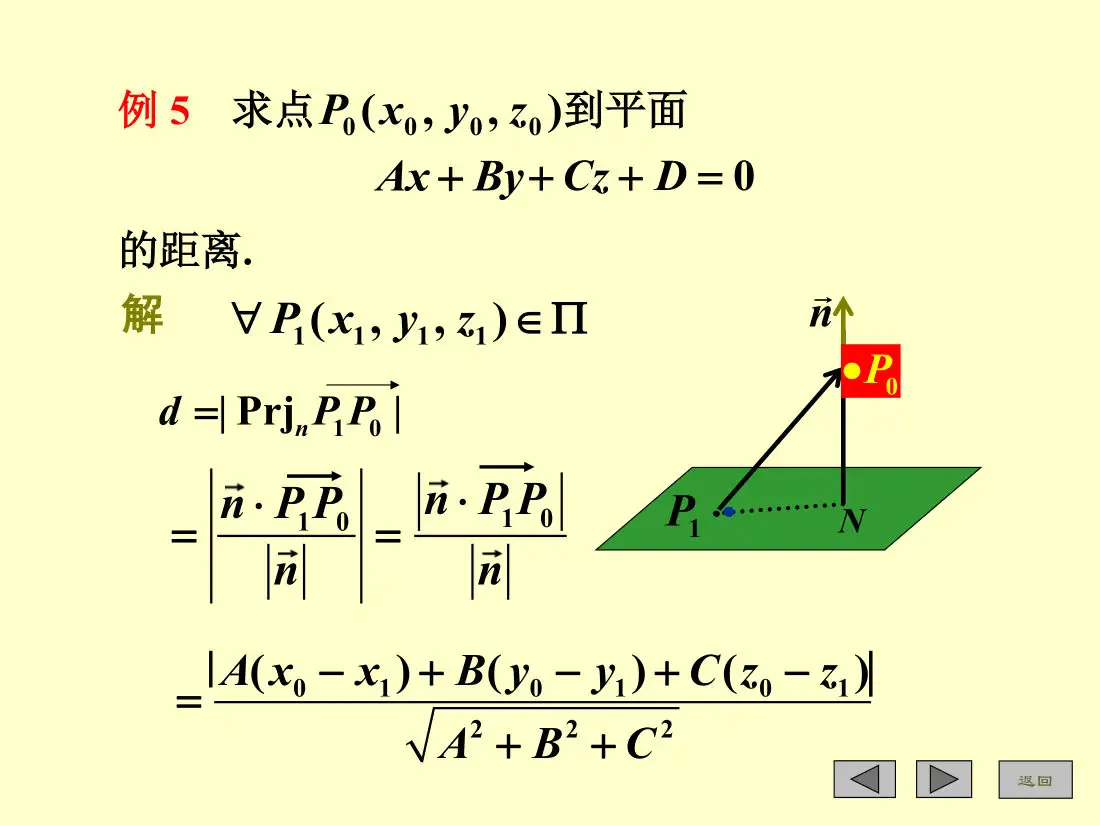 例 5 求点P₀(x₀, y₀, z₀)到平面
Ax + By + Cz + D = 0
的距离.
解 ∀ P₁(x₁, y₁, z₁) ∈ Π
d =| Prjₙ P₁P₀→ |
= |n→ · P₁P₀→ / |n→|| = |n→ · P₁P₀→| / |n→|
= |A(x₀ − x₁) + B(y₀ − y₁) + C(z₀ − z₁)| / √(A² + B² + C²)
n→
P₀
P₁
N
返回